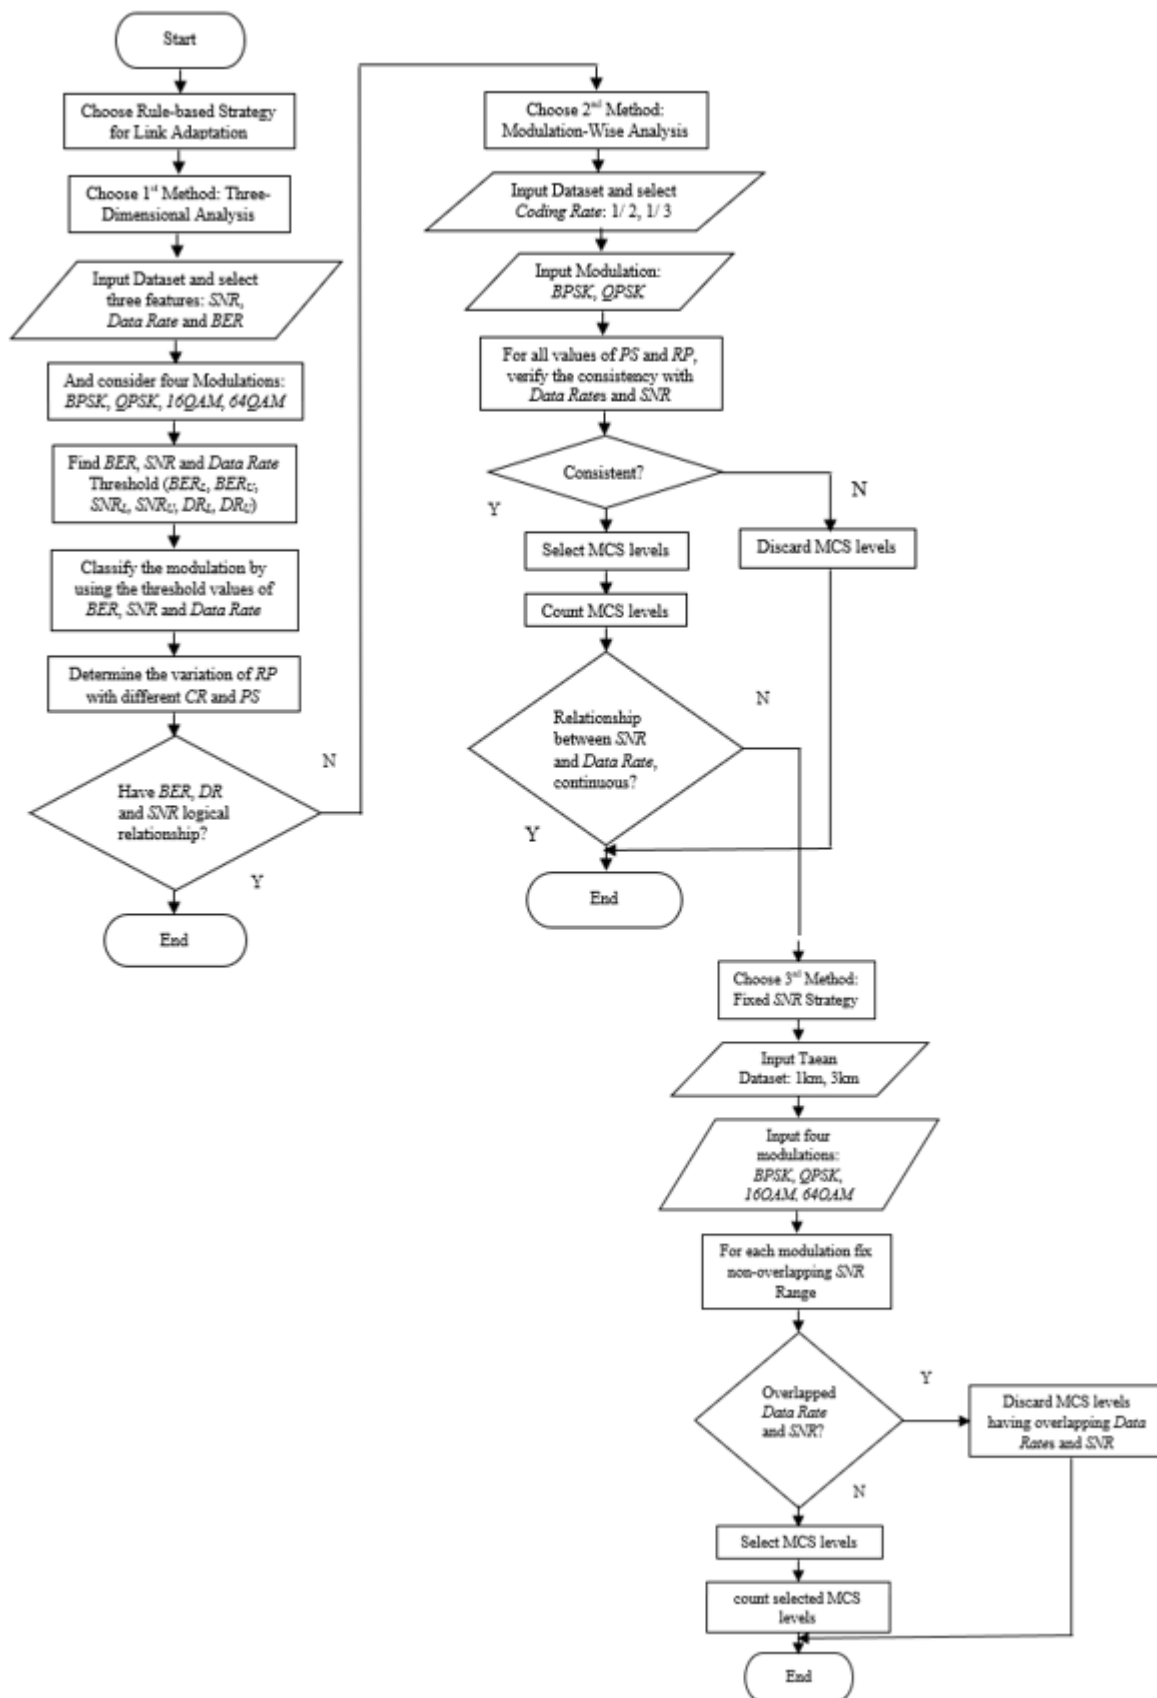 Start
Choose Rule-based Strategy
for Link Adaptation
Choose 1st Method: Three-
Dimensional Analysis
Input Dataset and select
three features: SNR,
Data Rate and BER
And consider four Modulations:
BPSK, QPSK, 16QAM, 64QAM
Find BER, SNR and Data Rate
Threshold (BERL, BERU,
SNRL, SNRU, DRL, DRU)
Classify the modulation by
using the threshold values of
BER, SNR and Data Rate
Determine the variation of RP
with different CR and PS
Have BER, DR
and SNR logical
relationship?
N
Y
End
Choose 2nd Method:
Modulation-Wise Analysis
Input Dataset and select
Coding Rate: 1/ 2, 1/ 3
Input Modulation:
BPSK, QPSK
For all values of PS and RP,
verify the consistency with
Data Rates and SNR
Consistent?
N
Y
Select MCS levels
Discard MCS levels
Count MCS levels
Relationship
between SNR
and Data Rate,
continuous?
N
Y
End
Choose 3rd Method:
Fixed SNR Strategy
Input Taean
Dataset: 1km, 3km
Input four
modulations:
BPSK, QPSK,
16QAM, 64QAM
For each modulation fix
non-overlapping SNR
Range
Overlapped
Data Rate
and SNR?
Y
Discard MCS levels
having overlapping Data
Rates and SNR
N
Select MCS levels
count selected MCS
levels
End